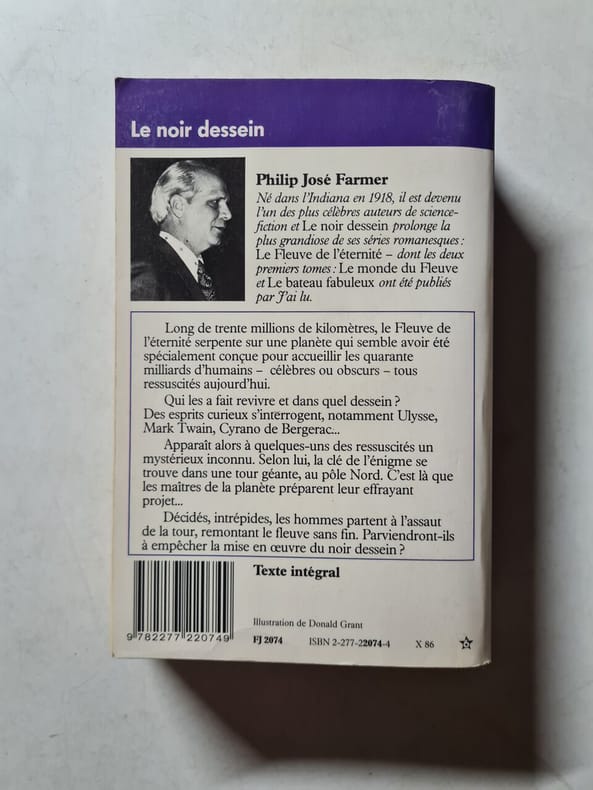 Le noir dessein
Philip José Farmer
Né dans l'Indiana en 1918, il est devenu
l'un des plus célèbres auteurs de science-
fiction et Le noir dessein prolonge la
plus grandiose de ses séries romanesques :
Le Fleuve de l'éternité – dont les deux
premiers tomes : Le monde du Fleuve
et Le bateau fabuleux ont été publiés
par J'ai lu.
Long de trente millions de kilomètres, le Fleuve de
l'éternité serpente sur une planète qui semble avoir été
spécialement conçue pour accueillir les quarante
milliards d'humains – célèbres ou obscurs – tous
ressuscités aujourd'hui.
Qui les a fait revivre et dans quel dessein ?
Des esprits curieux s'interrogent, notamment Ulysse,
Mark Twain, Cyrano de Bergerac...
Apparaît alors à quelques-uns des ressuscités un
mystérieux inconnu. Selon lui, la clé de l'énigme se
trouve dans une tour géante, au pôle Nord. C'est là que
les maîtres de la planète préparent leur effrayant
projet...
Décidés, intrépides, les hommes partent à l'assaut
de la tour, remontant le fleuve sans fin. Parviendront-ils
à empêcher la mise en œuvre du noir dessein ?
Texte intégral
Illustration de Donald Grant
9 782277 220749
FJ 2074 ISBN 2-277-22074-4 X 86